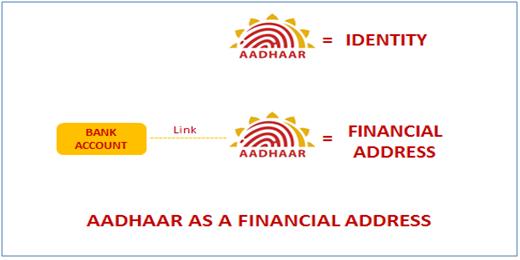 AADHAAR = IDENTITY
BANK ACCOUNT Link AADHAAR = FINANCIAL ADDRESS
AADHAAR AS A FINANCIAL ADDRESS